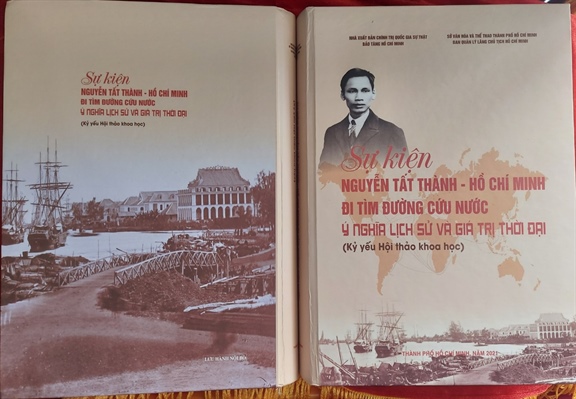 Sự kiện
NGUYỄN TẤT THÀNH - HỒ CHÍ MINH
ĐI TÌM ĐƯỜNG CỨU NƯỚC
Ý NGHĨA LỊCH SỬ VÀ GIÁ TRỊ THỜI ĐẠI
(Kỷ yếu Hội thảo khoa học)
LƯU HÀNH NỘI BỘ
NHÀ XUẤT BẢN CHÍNH TRỊ QUỐC GIA SỰ THẬT
BẢO TÀNG HỒ CHÍ MINH
SỞ VĂN HÓA VÀ THỂ THAO THÀNH PHỐ HỒ CHÍ MINH
BAN QUẢN LÝ LĂNG CHỦ TỊCH HỒ CHÍ MINH
Sự kiện
NGUYỄN TẤT THÀNH - HỒ CHÍ MINH
ĐI TÌM ĐƯỜNG CỨU NƯỚC
Ý NGHĨA LỊCH SỬ VÀ GIÁ TRỊ THỜI ĐẠI
(Kỷ yếu Hội thảo khoa học)
THÀNH PHỐ HỒ CHÍ MINH, NĂM 2021